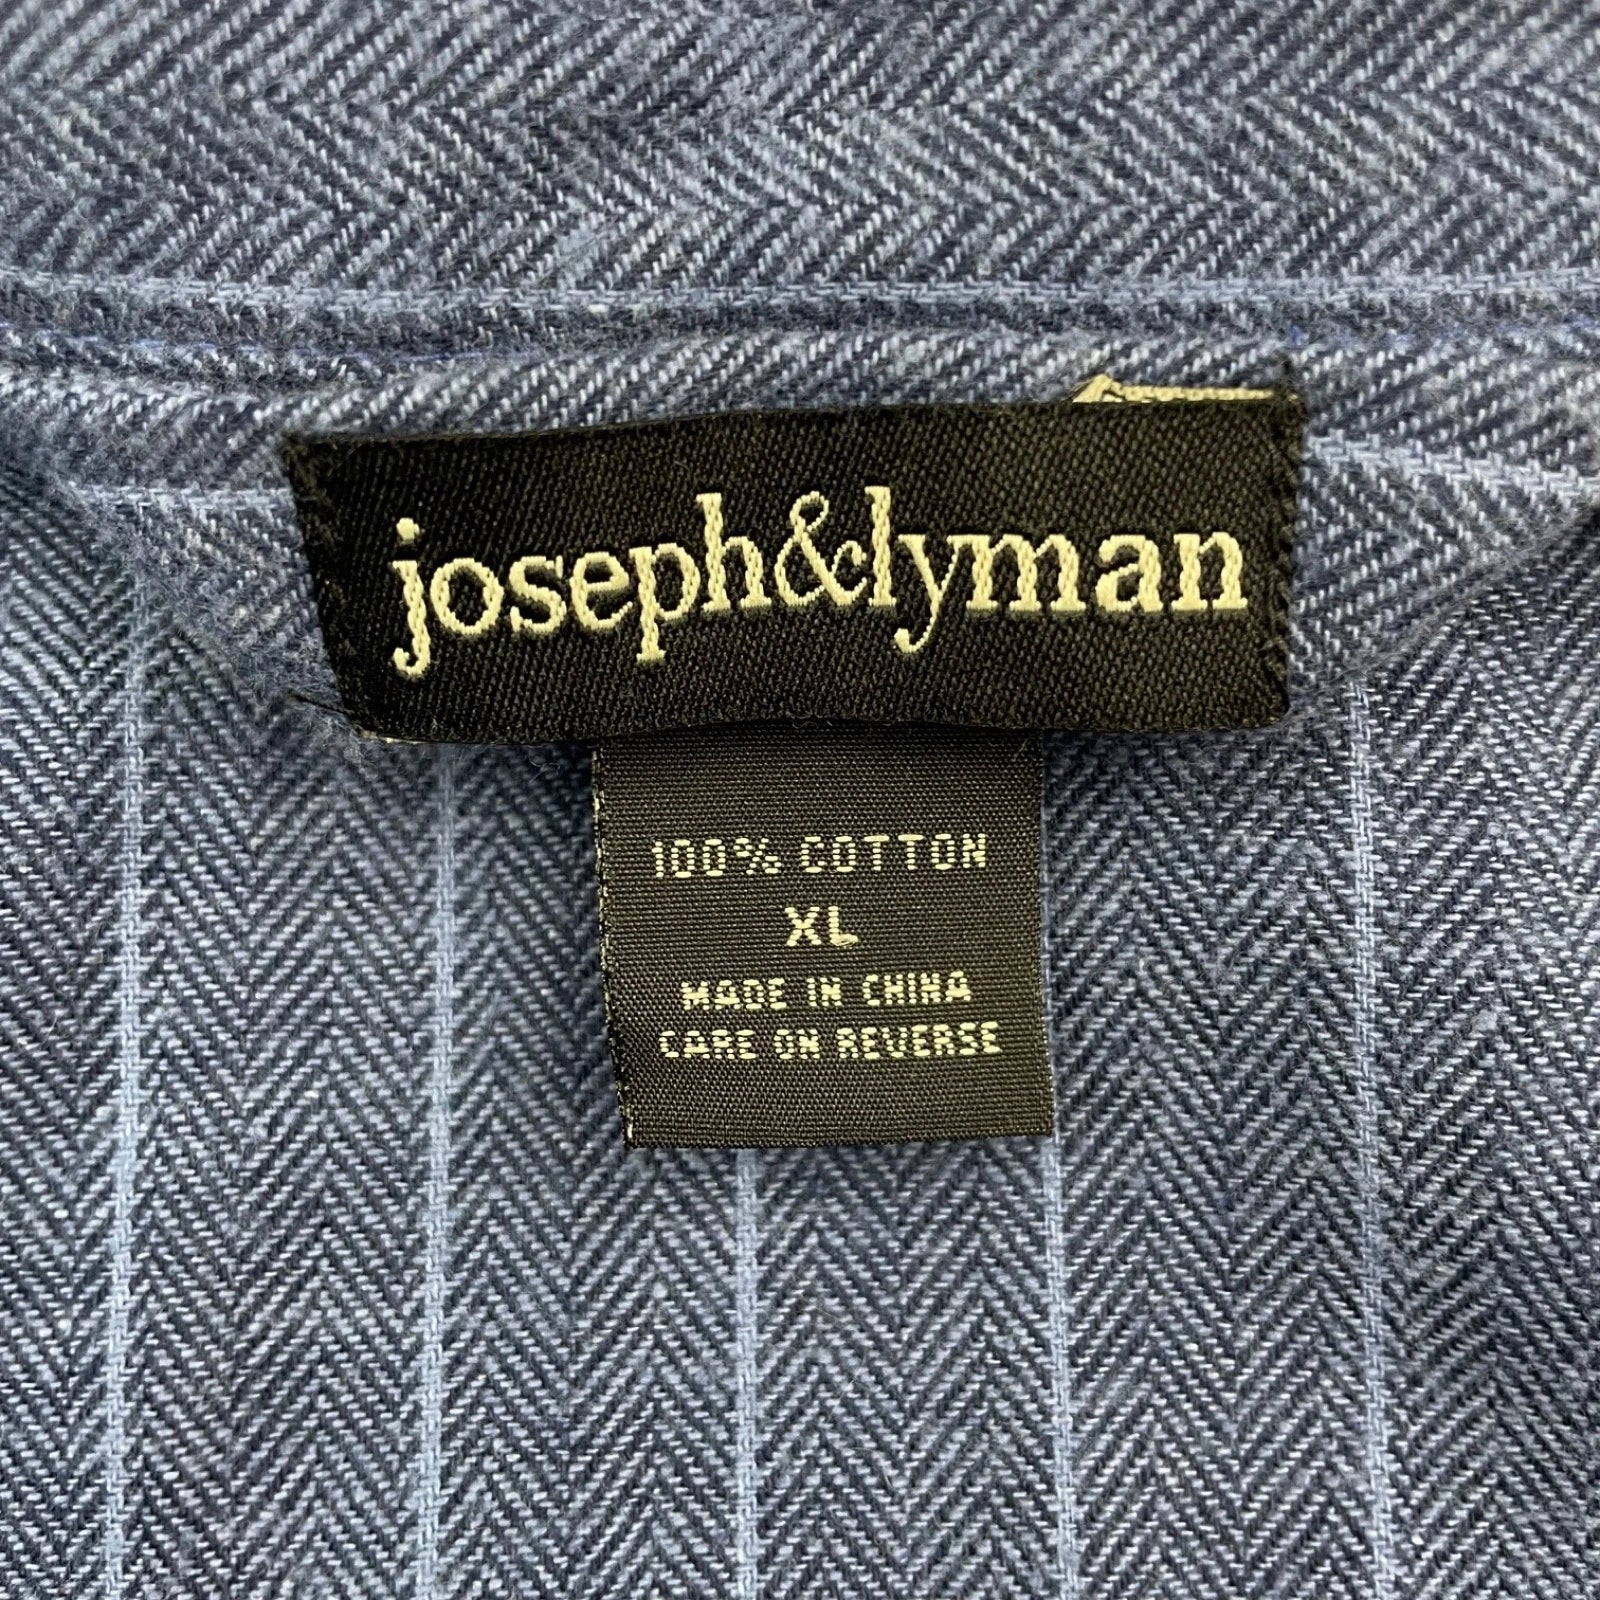 joseph&lyman
100% COTTON
XL
MADE IN CHINA
CARE ON REVERSE